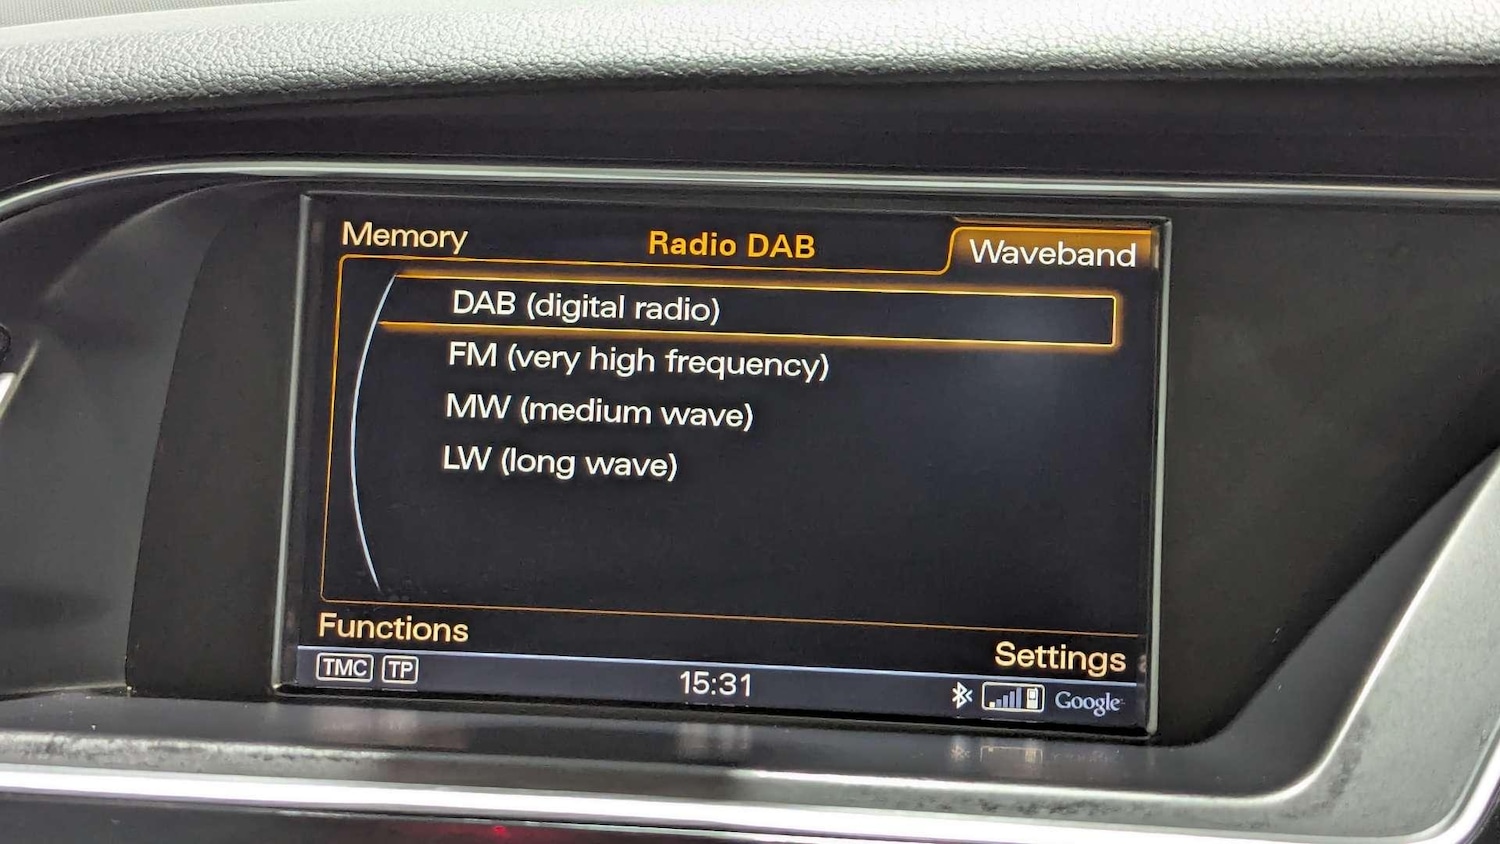 Memory Radio DAB Waveband
DAB (digital radio)
FM (very high frequency)
MW (medium wave)
LW (long wave)
Functions Settings
TMC TP 15:31 Google